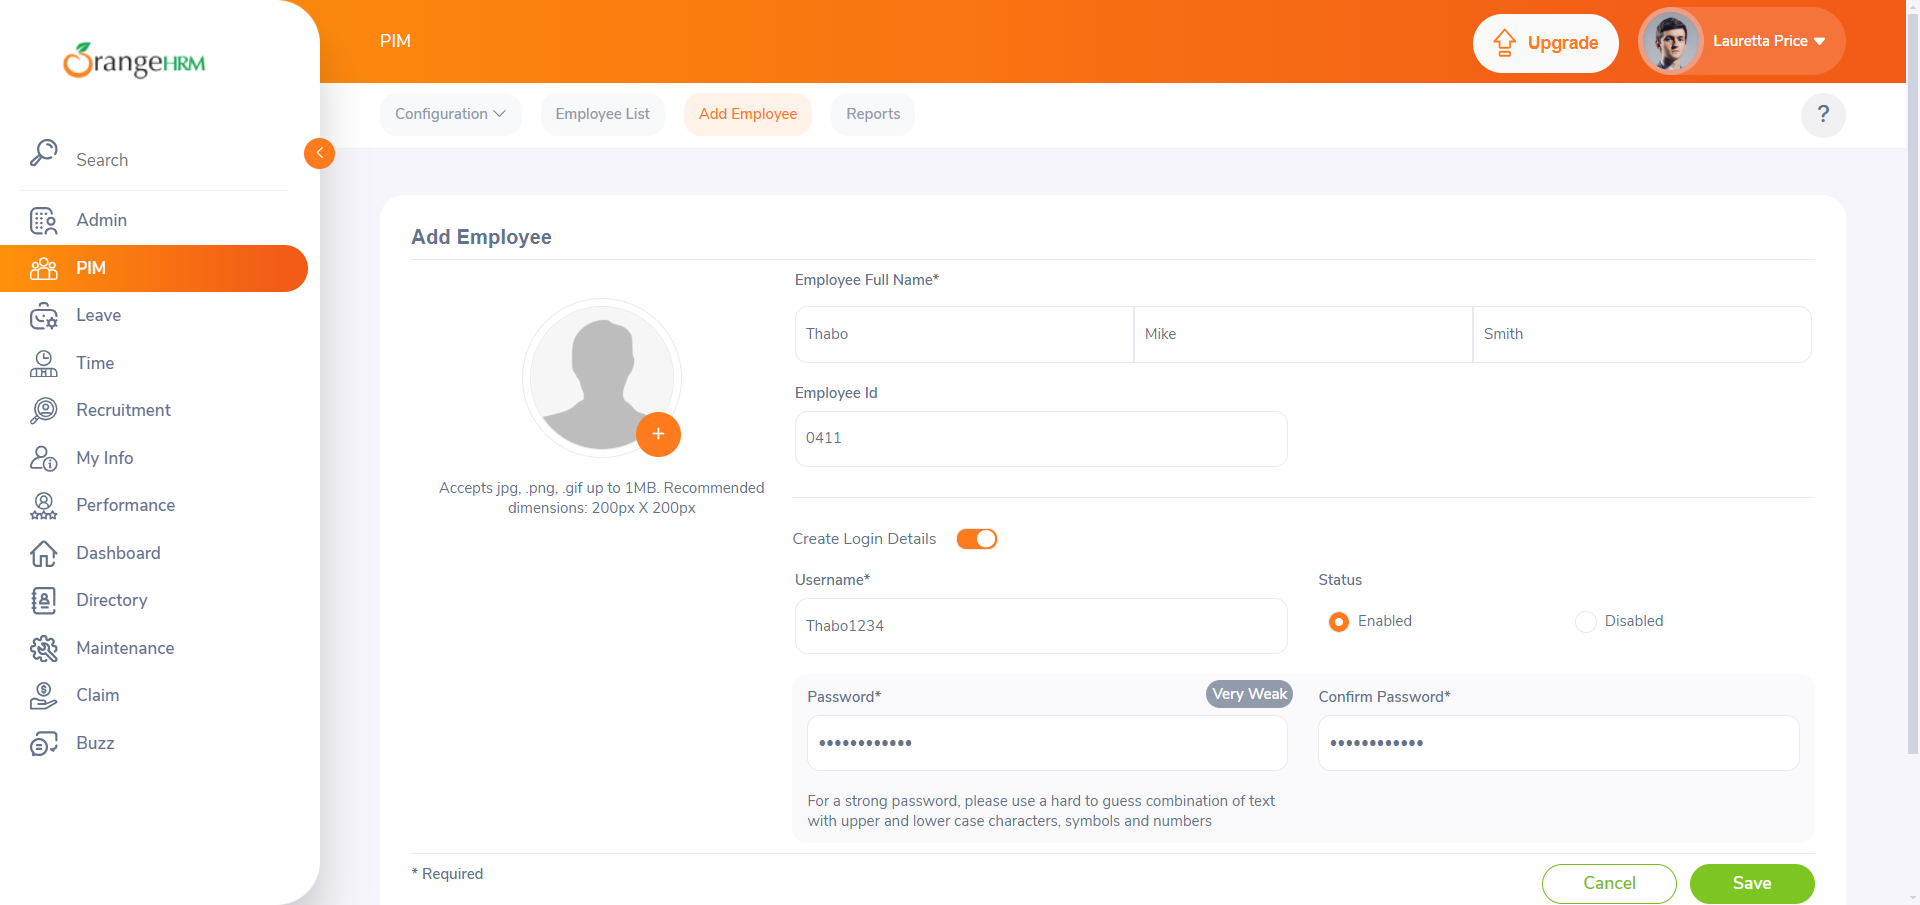 OrangeHRM
PIM
Upgrade
Lauretta Price
Configuration
Employee List
Add Employee
Reports
?
Search
Admin
PIM
Leave
Time
Recruitment
My Info
Performance
Dashboard
Directory
Maintenance
Claim
Buzz
Add Employee
Accepts jpg, .png, .gif up to 1MB. Recommended
dimensions: 200px X 200px
Employee Full Name*
Thabo Mike Smith
Employee Id
0411
Create Login Details
Username*
Thabo1234
Status
Enabled Disabled
Password* Very Weak
••••••••••••
Confirm Password*
••••••••••••
For a strong password, please use a hard to guess combination of text
with upper and lower case characters, symbols and numbers
* Required
Cancel
Save